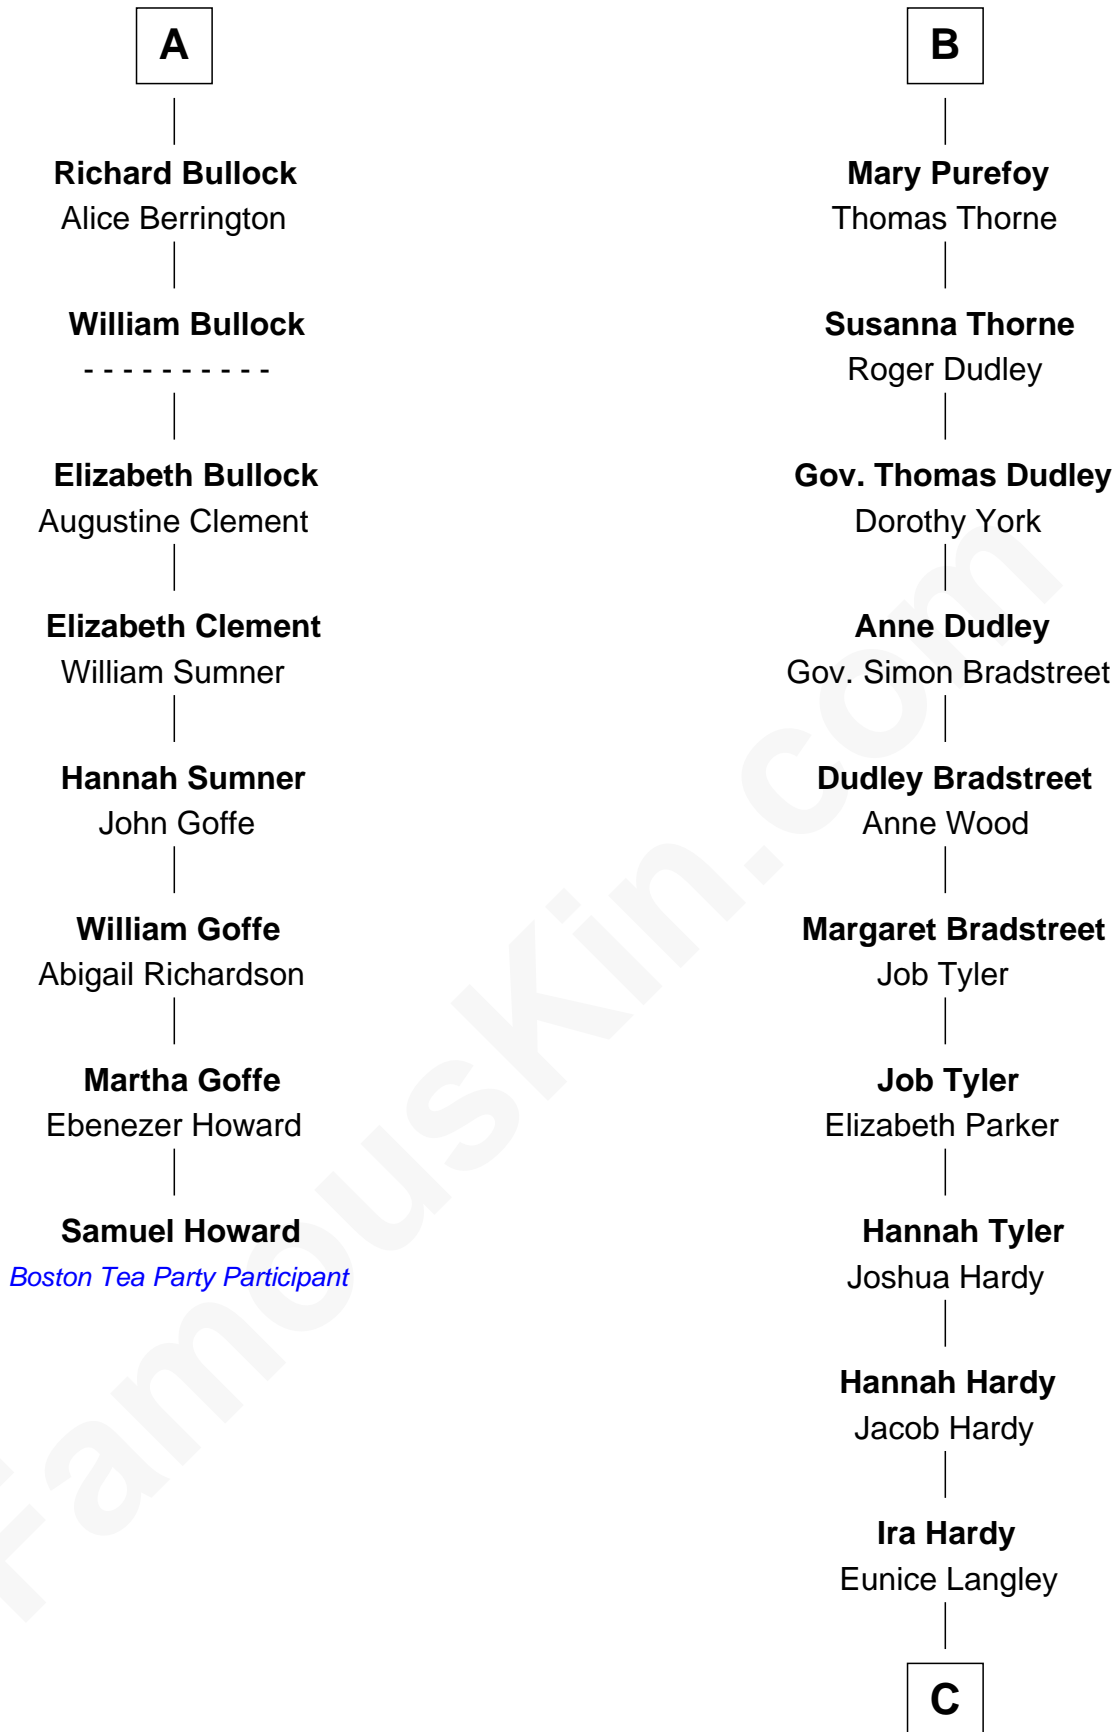 A
Richard Bullock
Alice Berrington
William Bullock
- - - - - - - - - -
Elizabeth Bullock
Augustine Clement
Elizabeth Clement
William Sumner
Hannah Sumner
John Goffe
William Goffe
Abigail Richardson
Martha Goffe
Ebenezer Howard
Samuel Howard
Boston Tea Party Participant
B
Mary Purefoy
Thomas Thorne
Susanna Thorne
Roger Dudley
Gov. Thomas Dudley
Dorothy York
Anne Dudley
Gov. Simon Bradstreet
Dudley Bradstreet
Anne Wood
Margaret Bradstreet
Job Tyler
Job Tyler
Elizabeth Parker
Hannah Tyler
Joshua Hardy
Hannah Hardy
Jacob Hardy
Ira Hardy
Eunice Langley
C
FamousKin.com